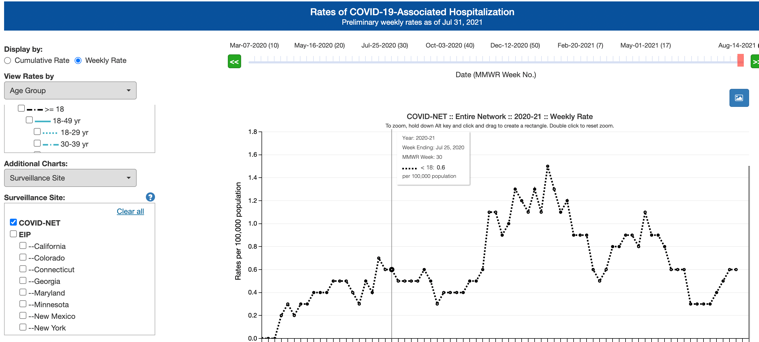 Rates of COVID-19-Associated Hospitalization
Preliminary weekly rates as of Jul 31, 2021
Display by:
Cumulative Rate Weekly Rate
View Rates by
Age Group
>= 18
18-49 yr
18-29 yr
30-39 yr
Additional Charts:
Surveillance Site
Surveillance Site:
?
Clear all
COVID-NET
EIP
--California
--Colorado
--Connecticut
--Georgia
--Maryland
--Minnesota
--New Mexico
--New York
Mar-07-2020 (10) May-16-2020 (20) Jul-25-2020 (30) Oct-03-2020 (40) Dec-12-2020 (50) Feb-20-2021 (7) May-01-2021 (17) Aug-14-2021
<< >>
Date (MMWR Week No.)
COVID-NET :: Entire Network :: 2020-21 :: Weekly Rate
To zoom, hold down Alt key and click and drag to create a rectangle. Double click to reset zoom.
Year: 2020-21
Week Ending: Jul 25, 2020
MMWR Week: 30
< 18: 0.6
per 100,000 population
Rates per 100,000 population
1.8
1.6
1.4
1.2
1.0
0.8
0.6
0.4
0.2
0.0